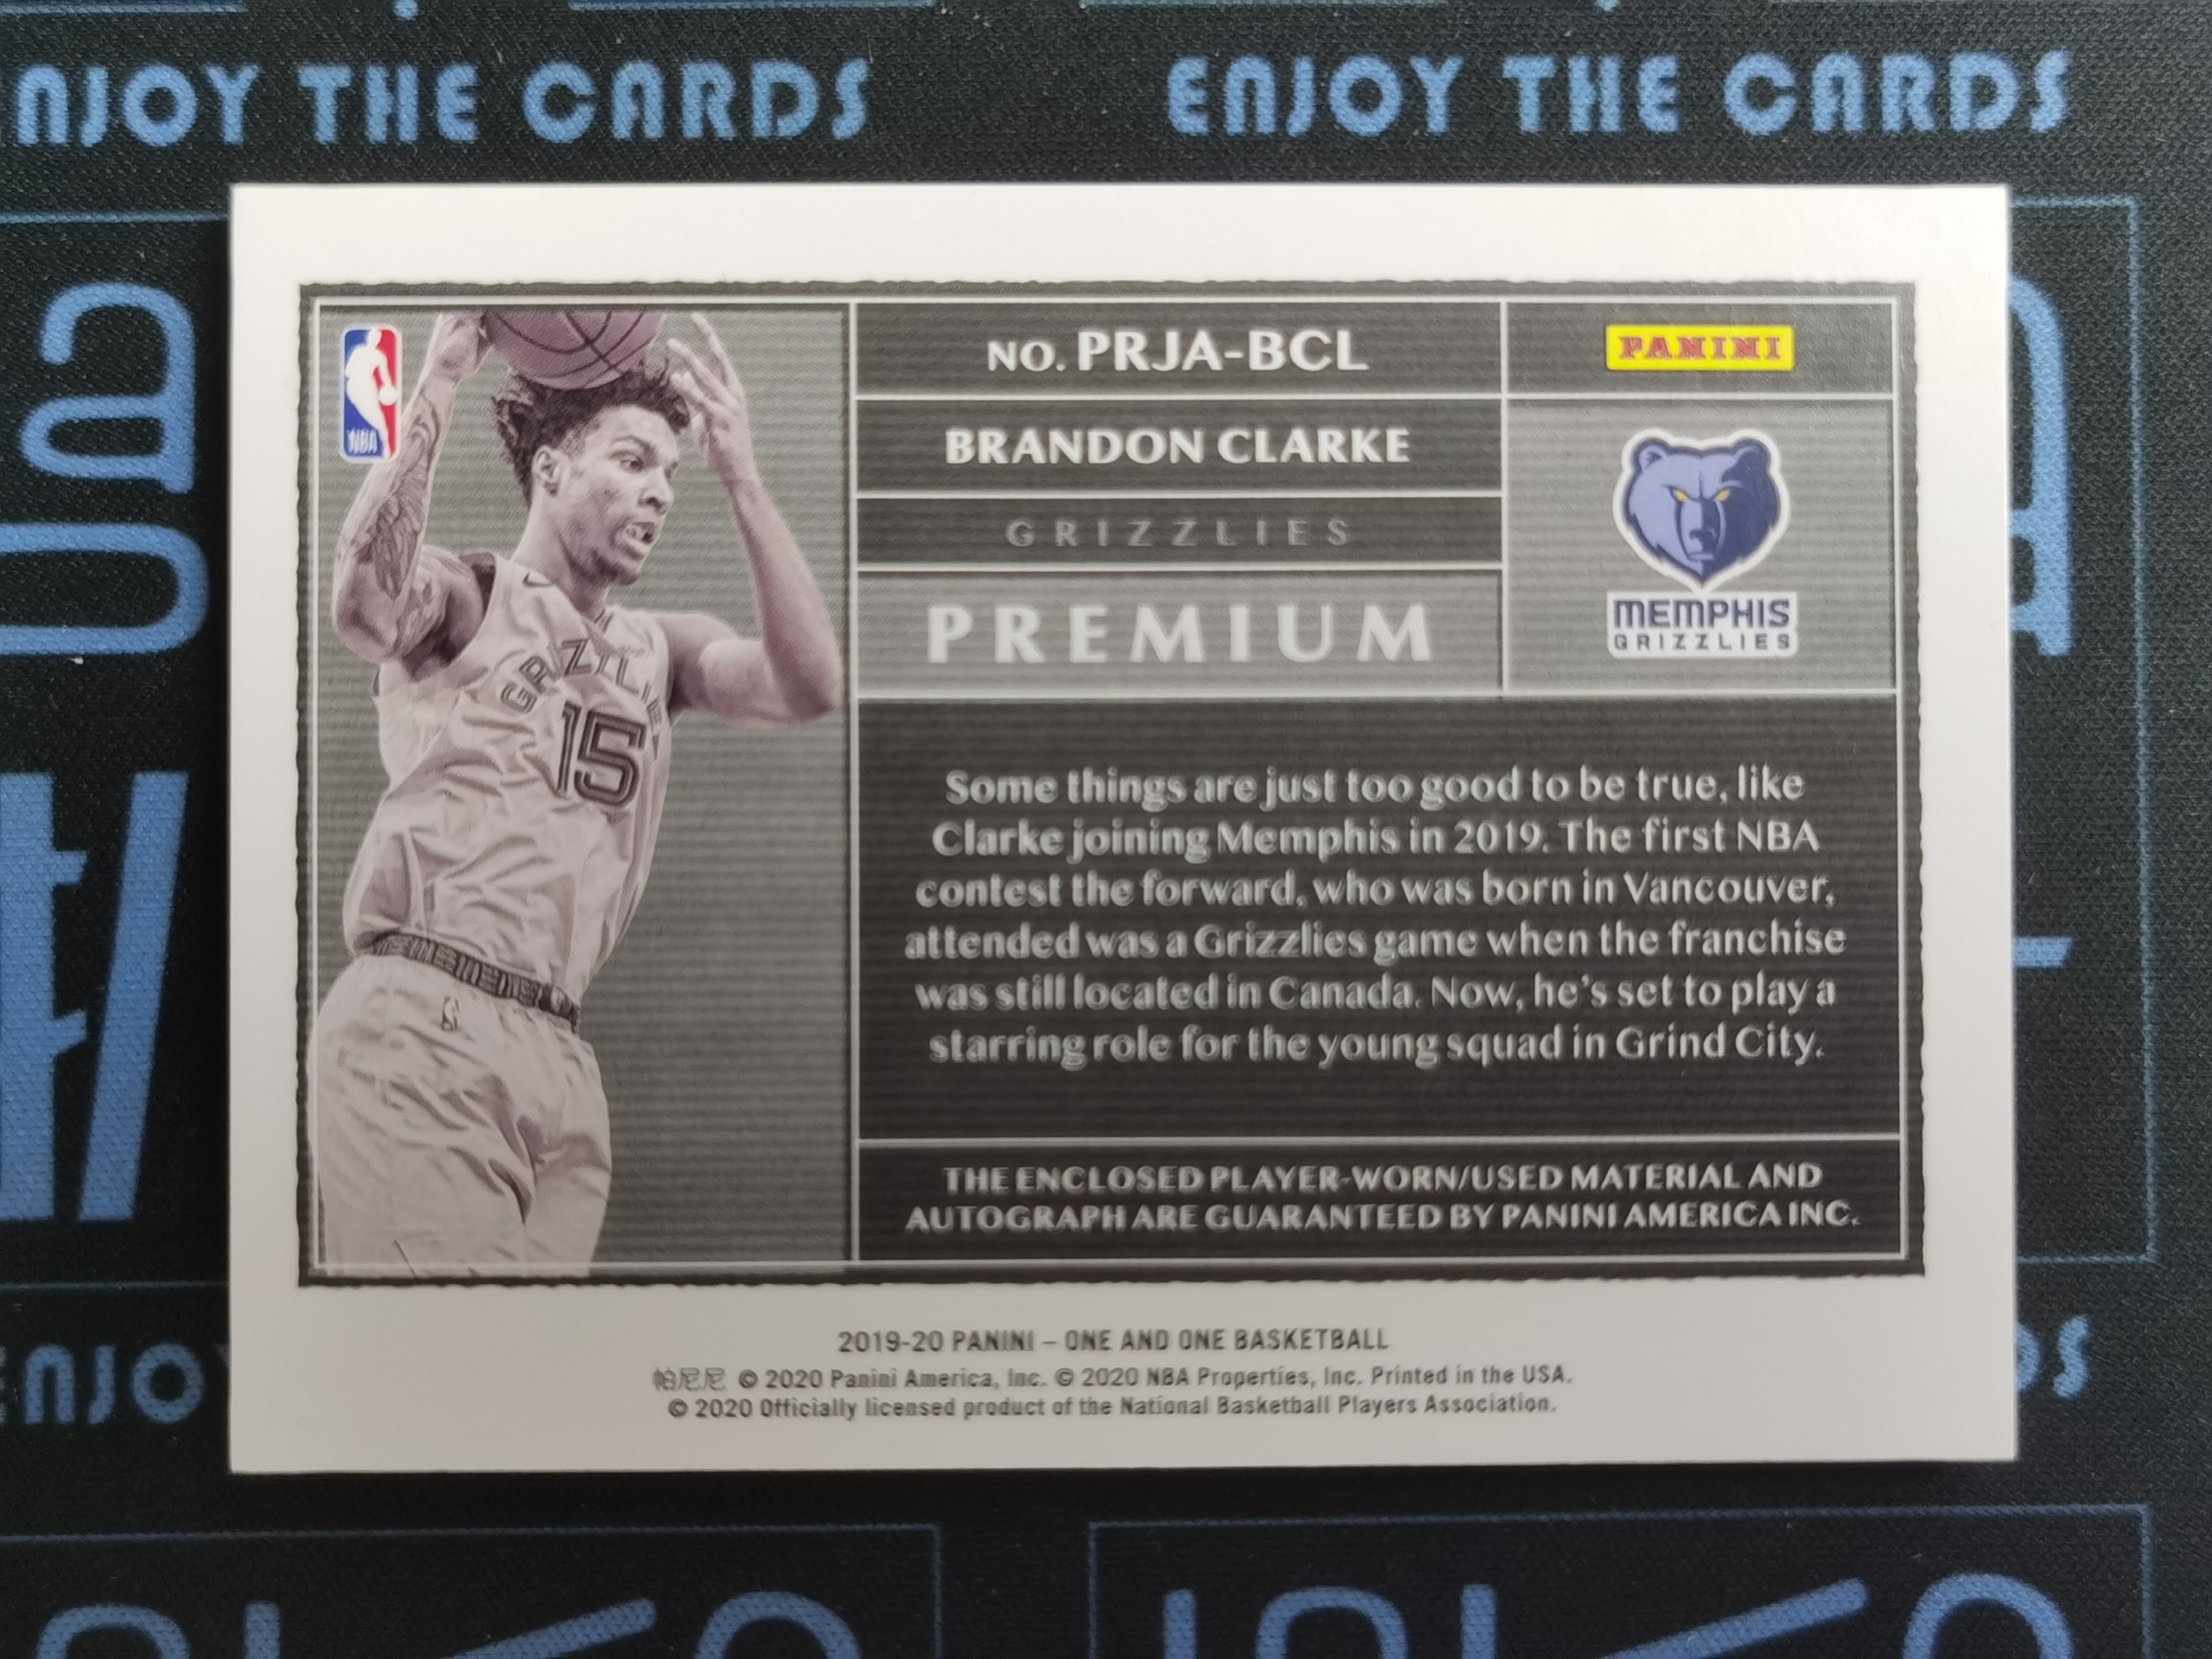 NJOY THE CARDS
ENJOY THE CARDS
NBA
NO. PRJA-BCL
PANINI
BRANDON CLARKE
GRIZZLIES
PREMIUM
MEMPHIS
GRIZZLIES
GRIZZLIE
15
Some things are just too good to be true, like
Clarke joining Memphis in 2019. The first NBA
contest the forward, who was born in Vancouver,
attended was a Grizzlies game when the franchise
was still located in Canada. Now, he's set to play a
starring role for the young squad in Grind City.
THE ENCLOSED PLAYER-WORN/USED MATERIAL AND
AUTOGRAPH ARE GUARANTEED BY PANINI AMERICA INC.
2019-20 PANINI – ONE AND ONE BASKETBALL
帕尼尼 © 2020 Panini America, Inc. © 2020 NBA Properties, Inc. Printed in the USA.
© 2020 Officially licensed product of the National Basketball Players Association.
ENJO
DS